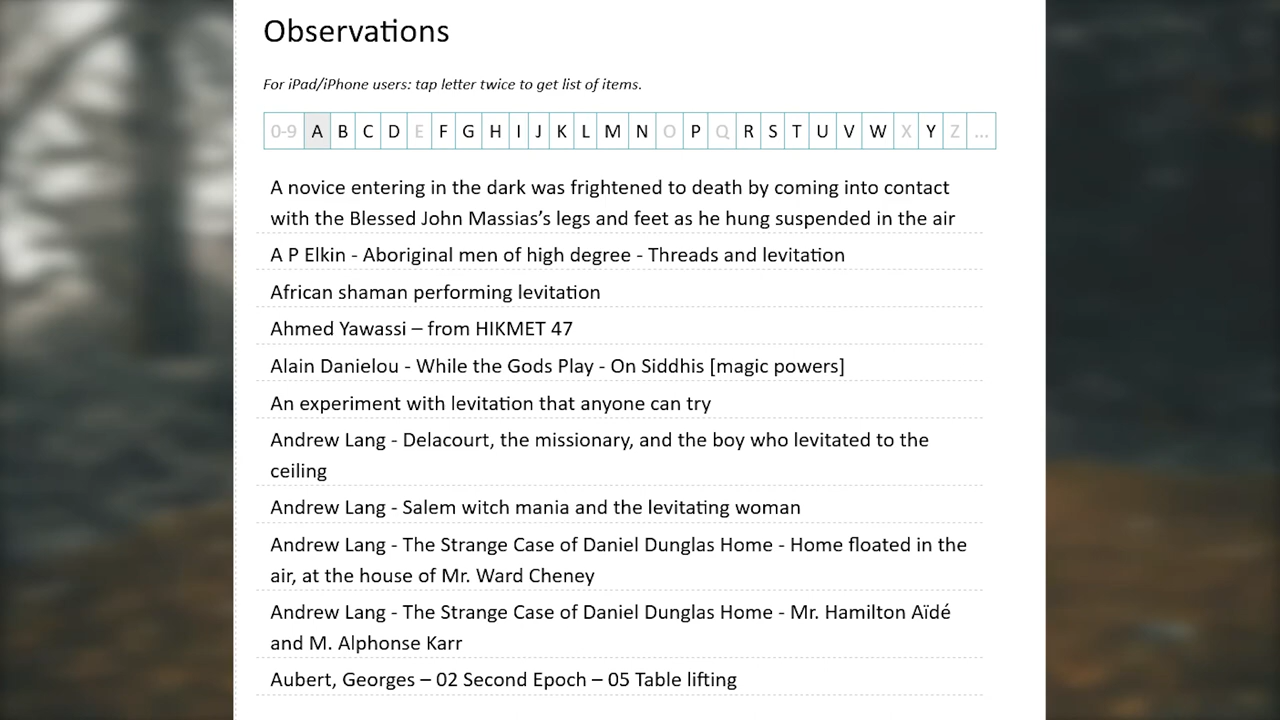 Observations
For iPad/iPhone users: tap letter twice to get list of items.
0-9 A B C D E F G H I J K L M N O P Q R S T U V W X Y Z ...
A novice entering in the dark was frightened to death by coming into contact
with the Blessed John Massias’s legs and feet as he hung suspended in the air
A P Elkin - Aboriginal men of high degree - Threads and levitation
African shaman performing levitation
Ahmed Yawassi – from HIKMET 47
Alain Danielou - While the Gods Play - On Siddhis [magic powers]
An experiment with levitation that anyone can try
Andrew Lang - Delacourt, the missionary, and the boy who levitated to the
ceiling
Andrew Lang - Salem witch mania and the levitating woman
Andrew Lang - The Strange Case of Daniel Dunglas Home - Home floated in the
air, at the house of Mr. Ward Cheney
Andrew Lang - The Strange Case of Daniel Dunglas Home - Mr. Hamilton Aïdé
and M. Alphonse Karr
Aubert, Georges – 02 Second Epoch – 05 Table lifting